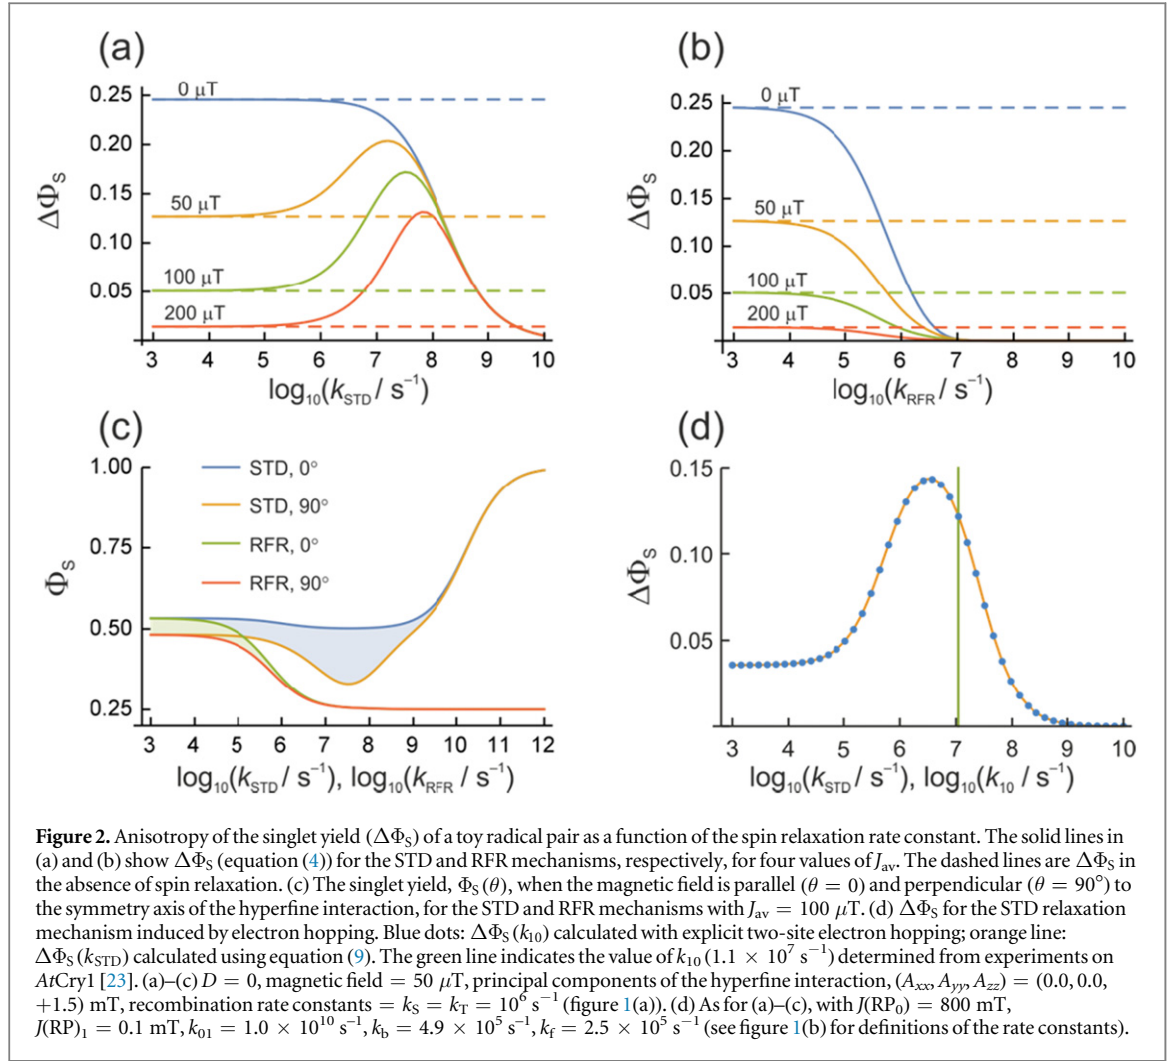 (a)
0 μT
50 μT
100 μT
200 μT
0.25
0.20
0.15
0.10
0.05
ΔΦS
3 4 5 6 7 8 9 10
log10(kSTD / s−1)
(b)
0 μT
50 μT
100 μT
200 μT
0.25
0.20
0.15
0.10
0.05
ΔΦS
3 4 5 6 7 8 9 10
log10(kRFR / s−1)
(c)
STD, 0°
STD, 90°
RFR, 0°
RFR, 90°
1.00
0.75
0.50
0.25
ΦS
3 4 5 6 7 8 9 10 11 12
log10(kSTD / s−1), log10(kRFR / s−1)
(d)
0.15
0.10
0.05
ΔΦS
3 4 5 6 7 8 9 10
log10(kSTD / s−1), log10(k10 / s−1)
Figure 2. Anisotropy of the singlet yield (ΔΦS) of a toy radical pair as a function of the spin relaxation rate constant. The solid lines in
(a) and (b) show ΔΦS (equation (4)) for the STD and RFR mechanisms, respectively, for four values of Jav. The dashed lines are ΔΦS in
the absence of spin relaxation. (c) The singlet yield, ΦS(θ), when the magnetic field is parallel (θ = 0) and perpendicular (θ = 90°) to
the symmetry axis of the hyperfine interaction, for the STD and RFR mechanisms with Jav = 100 μT. (d) ΔΦS for the STD relaxation
mechanism induced by electron hopping. Blue dots: ΔΦS(k10) calculated with explicit two-site electron hopping; orange line:
ΔΦS(kSTD) calculated using equation (9). The green line indicates the value of k10 (1.1 × 10⁷ s−1) determined from experiments on
AtCry1 [23]. (a)–(c) D = 0, magnetic field = 50 μT, principal components of the hyperfine interaction, (Axx, Ayy, Azz) = (0.0, 0.0,
+1.5) mT, recombination rate constants = kS = kT = 10⁶ s−1 (figure 1(a)). (d) As for (a)–(c), with J(RP0) = 800 mT,
J(RP)1 = 0.1 mT, k01 = 1.0 × 10¹⁰ s−1, kb = 4.9 × 10⁵ s−1, kf = 2.5 × 10⁵ s−1 (see figure 1(b) for definitions of the rate constants).